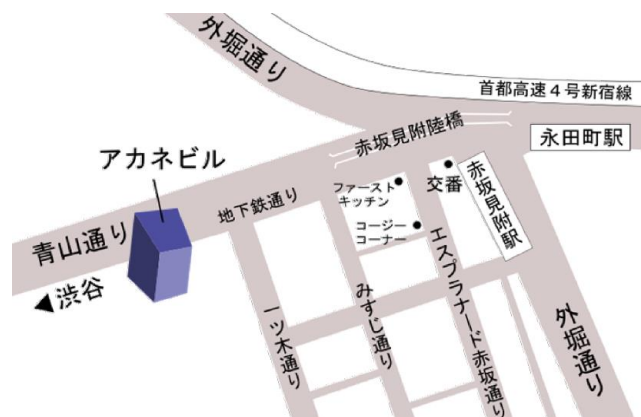 外堀通り
首都高速4号新宿線
赤坂見附陸橋
永田町駅
アカネビル
ファースト
キッチン
交番
赤坂見附駅
地下鉄通り
コージー
コーナー
青山通り
渋谷
エスプラナード赤坂通り
一ツ木通り
みすじ通り
外堀通り